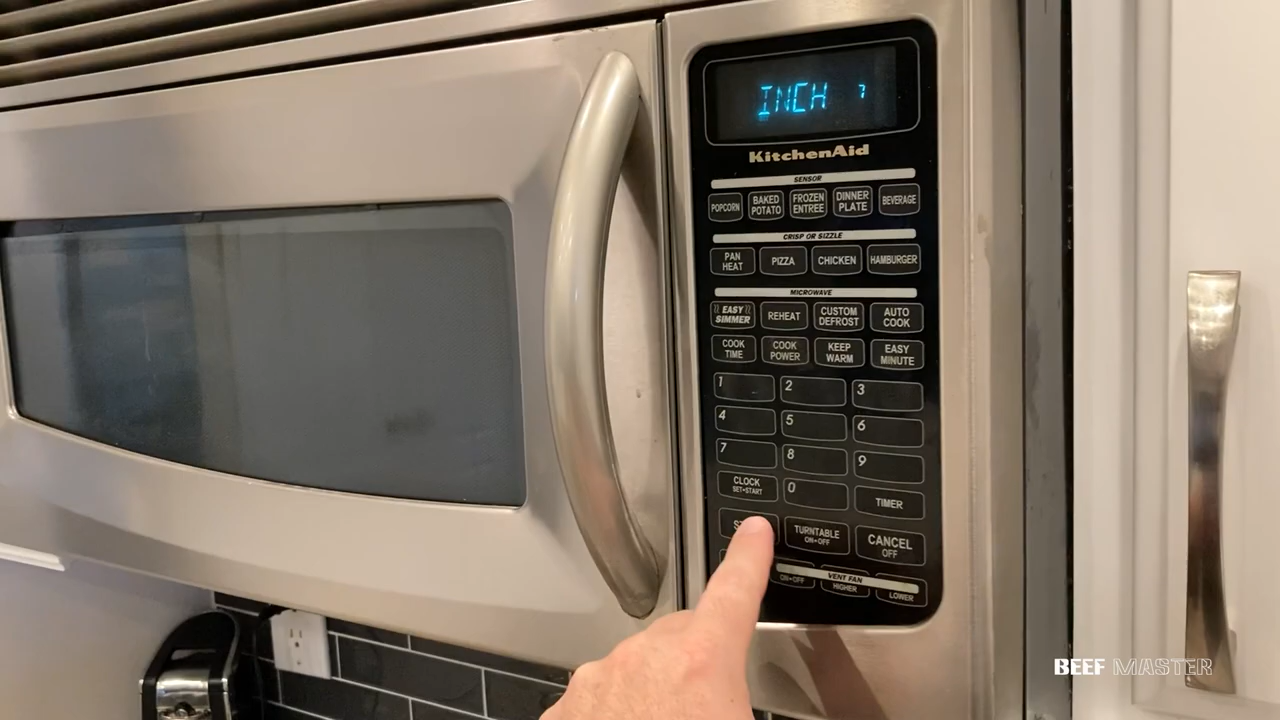 INCH ?
KitchenAid
SENSOR
POPCORN
BAKED POTATO
FROZEN ENTREE
DINNER PLATE
BEVERAGE
CRISP OR SIZZLE
PAN HEAT
PIZZA
CHICKEN
HAMBURGER
MICROWAVE
EASY SIMMER
REHEAT
CUSTOM DEFROST
AUTO COOK
COOK TIME
COOK POWER
KEEP WARM
EASY MINUTE
1 2 3
4 5 6
7 8 9
CLOCK
SET•START
0
TIMER
TURNTABLE
ON•OFF
CANCEL
OFF
VENT FAN
ON•OFF
HIGHER
LOWER
BEEF MASTER